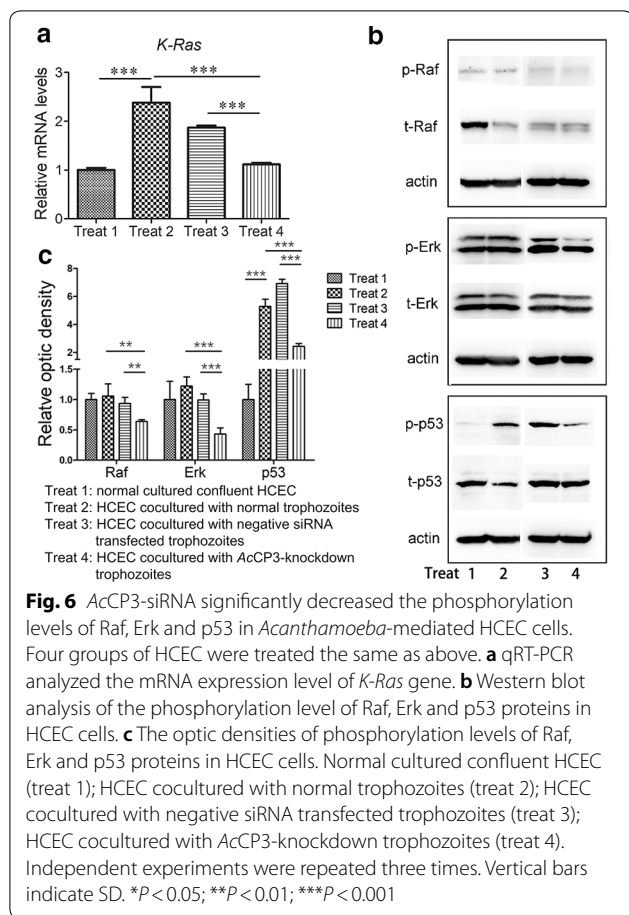 a
K-Ras
Relative mRNA levels
3
2
1
0
***
***
***
Treat 1 Treat 2 Treat 3 Treat 4
c
Relative optic density
8.0
6.0
4.0
2.0
1.5
1.0
0.5
0.0
**
**
***
***
***
***
***
Raf Erk p53
Treat 1
Treat 2
Treat 3
Treat 4
Treat 1: normal cultured confluent HCEC
Treat 2: HCEC cocultured with normal trophozoites
Treat 3: HCEC cocultured with negative siRNA
transfected trophozoites
Treat 4: HCEC cocultured with AcCP3-knockdown
trophozoites
b
p-Raf
t-Raf
actin
p-Erk
t-Erk
actin
p-p53
t-p53
actin
Treat 1 2 3 4
Fig. 6 AcCP3-siRNA significantly decreased the phosphorylation
levels of Raf, Erk and p53 in Acanthamoeba-mediated HCEC cells.
Four groups of HCEC were treated the same as above. a qRT-PCR
analyzed the mRNA expression level of K-Ras gene. b Western blot
analysis of the phosphorylation level of Raf, Erk and p53 proteins in
HCEC cells. c The optic densities of phosphorylation levels of Raf,
Erk and p53 proteins in HCEC cells. Normal cultured confluent HCEC
(treat 1); HCEC cocultured with normal trophozoites (treat 2); HCEC
cocultured with negative siRNA transfected trophozoites (treat 3);
HCEC cocultured with AcCP3-knockdown trophozoites (treat 4).
Independent experiments were repeated three times. Vertical bars
indicate SD. *P < 0.05; **P < 0.01; ***P < 0.001